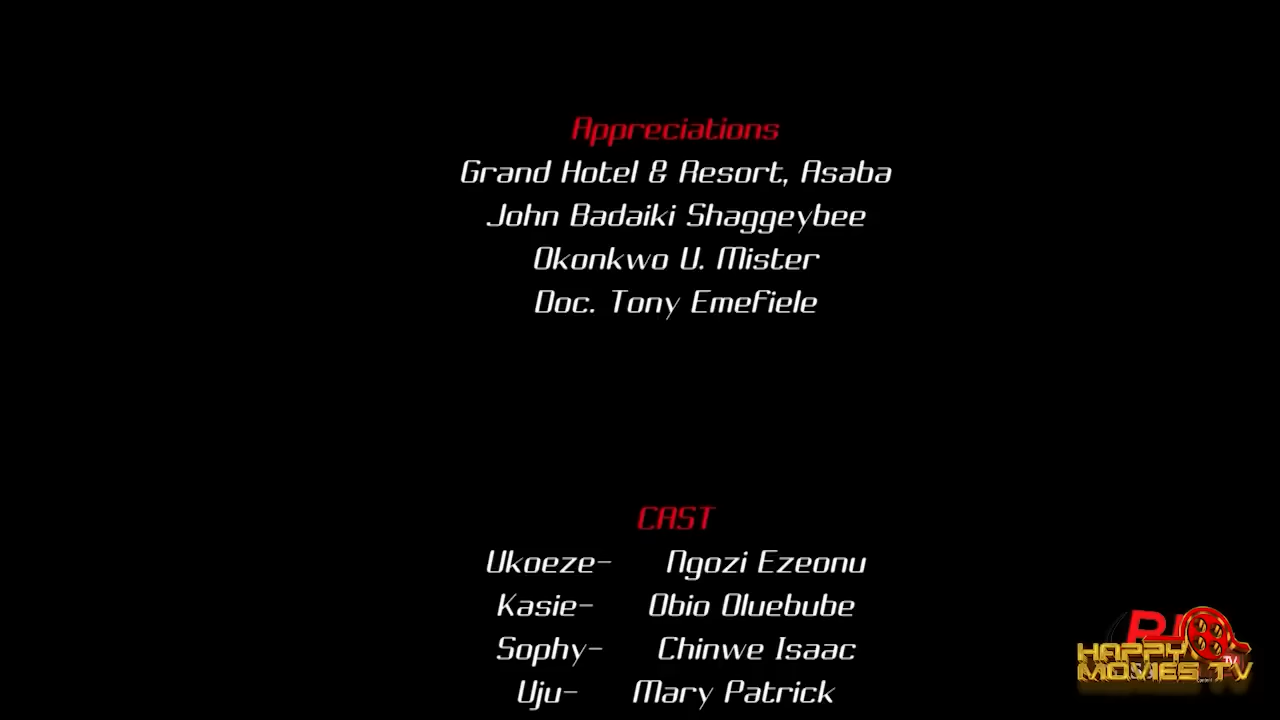 Appreciations
Grand Hotel & Resort, Asaba
John Badaiki Shaggeybee
Okonkwo U. Mister
Doc. Tony Emefiele
CAST
Ukoeze- Ngozi Ezeonu
Kasie- Obio Oluebube
Sophy- Chinwe Isaac
Uju- Mary Patrick
HAPPY
MOVIES TV